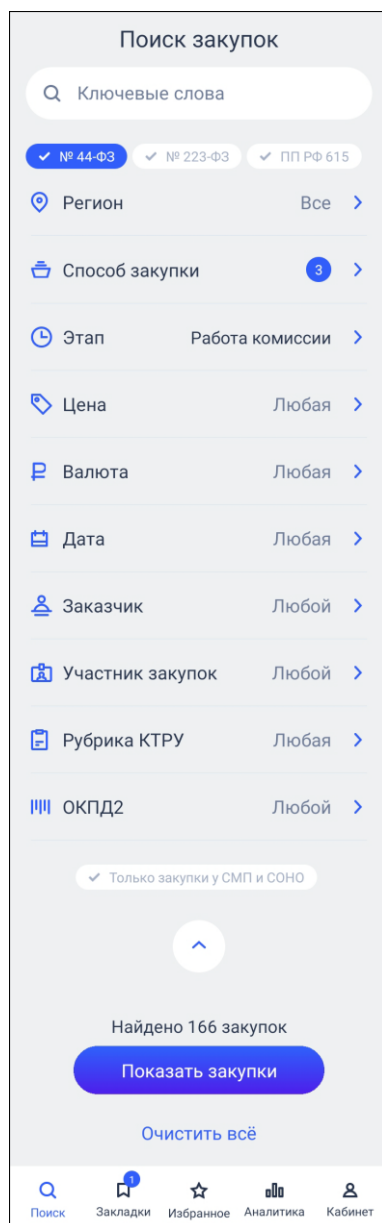 Поиск закупок
Ключевые слова
№ 44-ФЗ № 223-ФЗ ПП РФ 615
Регион Все
Способ закупки 3
Этап Работа комиссии
Цена Любая
Валюта Любая
Дата Любая
Заказчик Любой
Участник закупок Любой
Рубрика КТРУ Любая
ОКПД2 Любой
Только закупки у СМП и СОНО
Найдено 166 закупок
Показать закупки
Очистить всё
1
Поиск Закладки Избранное Аналитика Кабинет